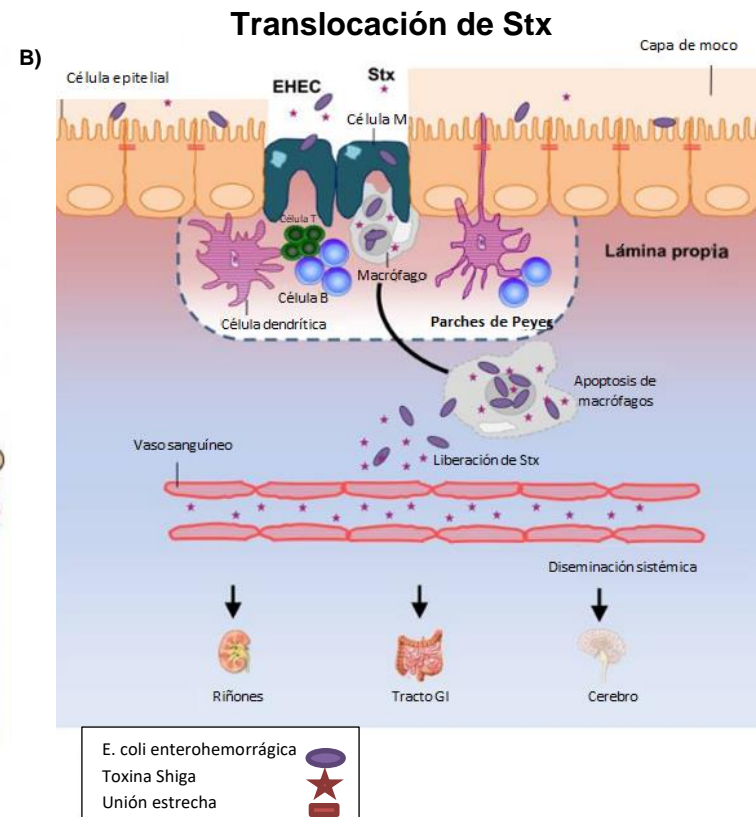 Translocación de Stx
B)
Capa de moco
Célula epitelial
EHEC
Stx
Célula M
Célula T
Lámina propia
Macrófago
Célula B
Célula dendrítica
Parches de Peyes
Apoptosis de
macrófagos
Vaso sanguíneo
Liberación de Stx
Diseminación sistémica
Riñones
Tracto GI
Cerebro
E. coli enterohemorrágica
Toxina Shiga
Unión estrecha